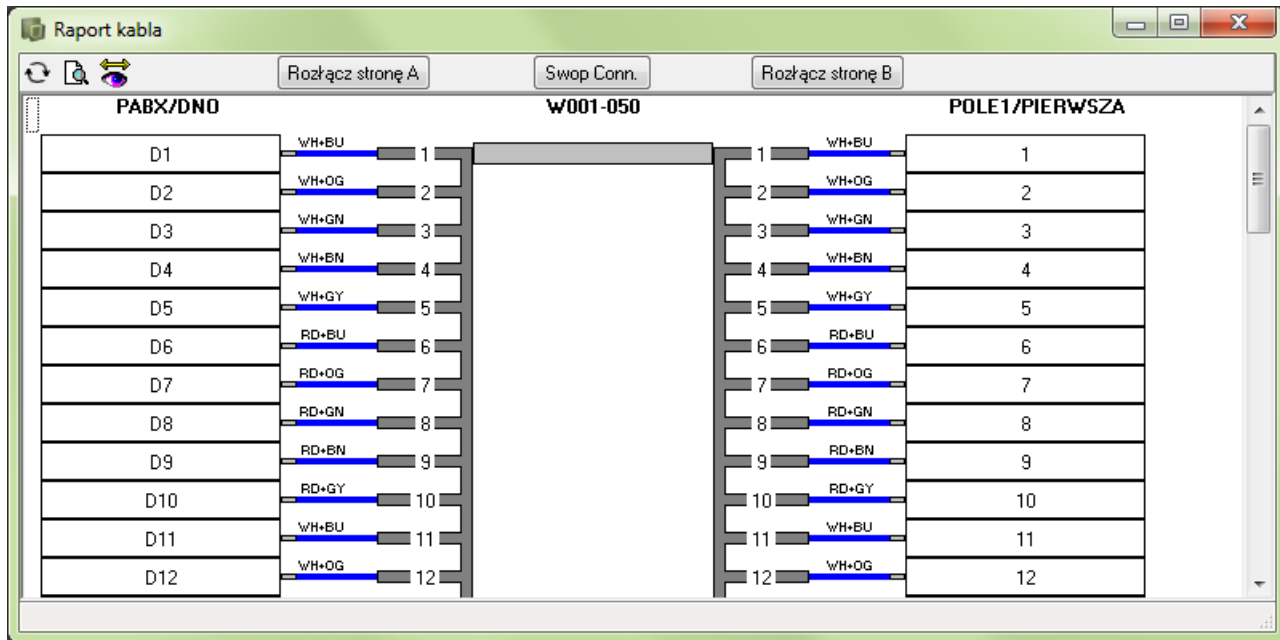 Raport kabla
Rozłącz stronę A Swop Conn. Rozłącz stronę B
PABX/DNO W001-050 POLE1/PIERWSZA
D1 WH+BU 1 1 WH+BU 1
D2 WH+OG 2 2 WH+OG 2
D3 WH+GN 3 3 WH+GN 3
D4 WH+BN 4 4 WH+BN 4
D5 WH+GY 5 5 WH+GY 5
D6 RD+BU 6 6 RD+BU 6
D7 RD+OG 7 7 RD+OG 7
D8 RD+GN 8 8 RD+GN 8
D9 RD+BN 9 9 RD+BN 9
D10 RD+GY 10 10 RD+GY 10
D11 WH+BU 11 11 WH+BU 11
D12 WH+OG 12 12 WH+OG 12